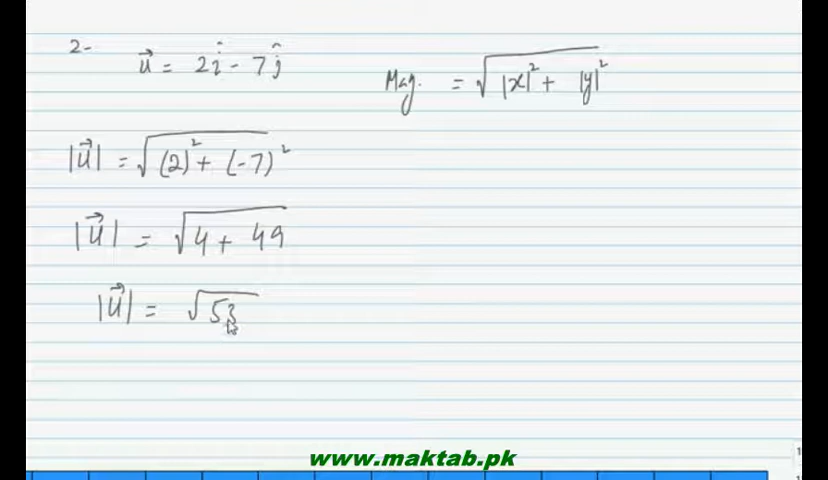 2-
u⃗ = 2î - 7ĵ
Mag. = √|x|² + |y|²
|u⃗| = √(2)² + (-7)²
|u⃗| = √4 + 49
|u⃗| = √53
www.maktab.pk